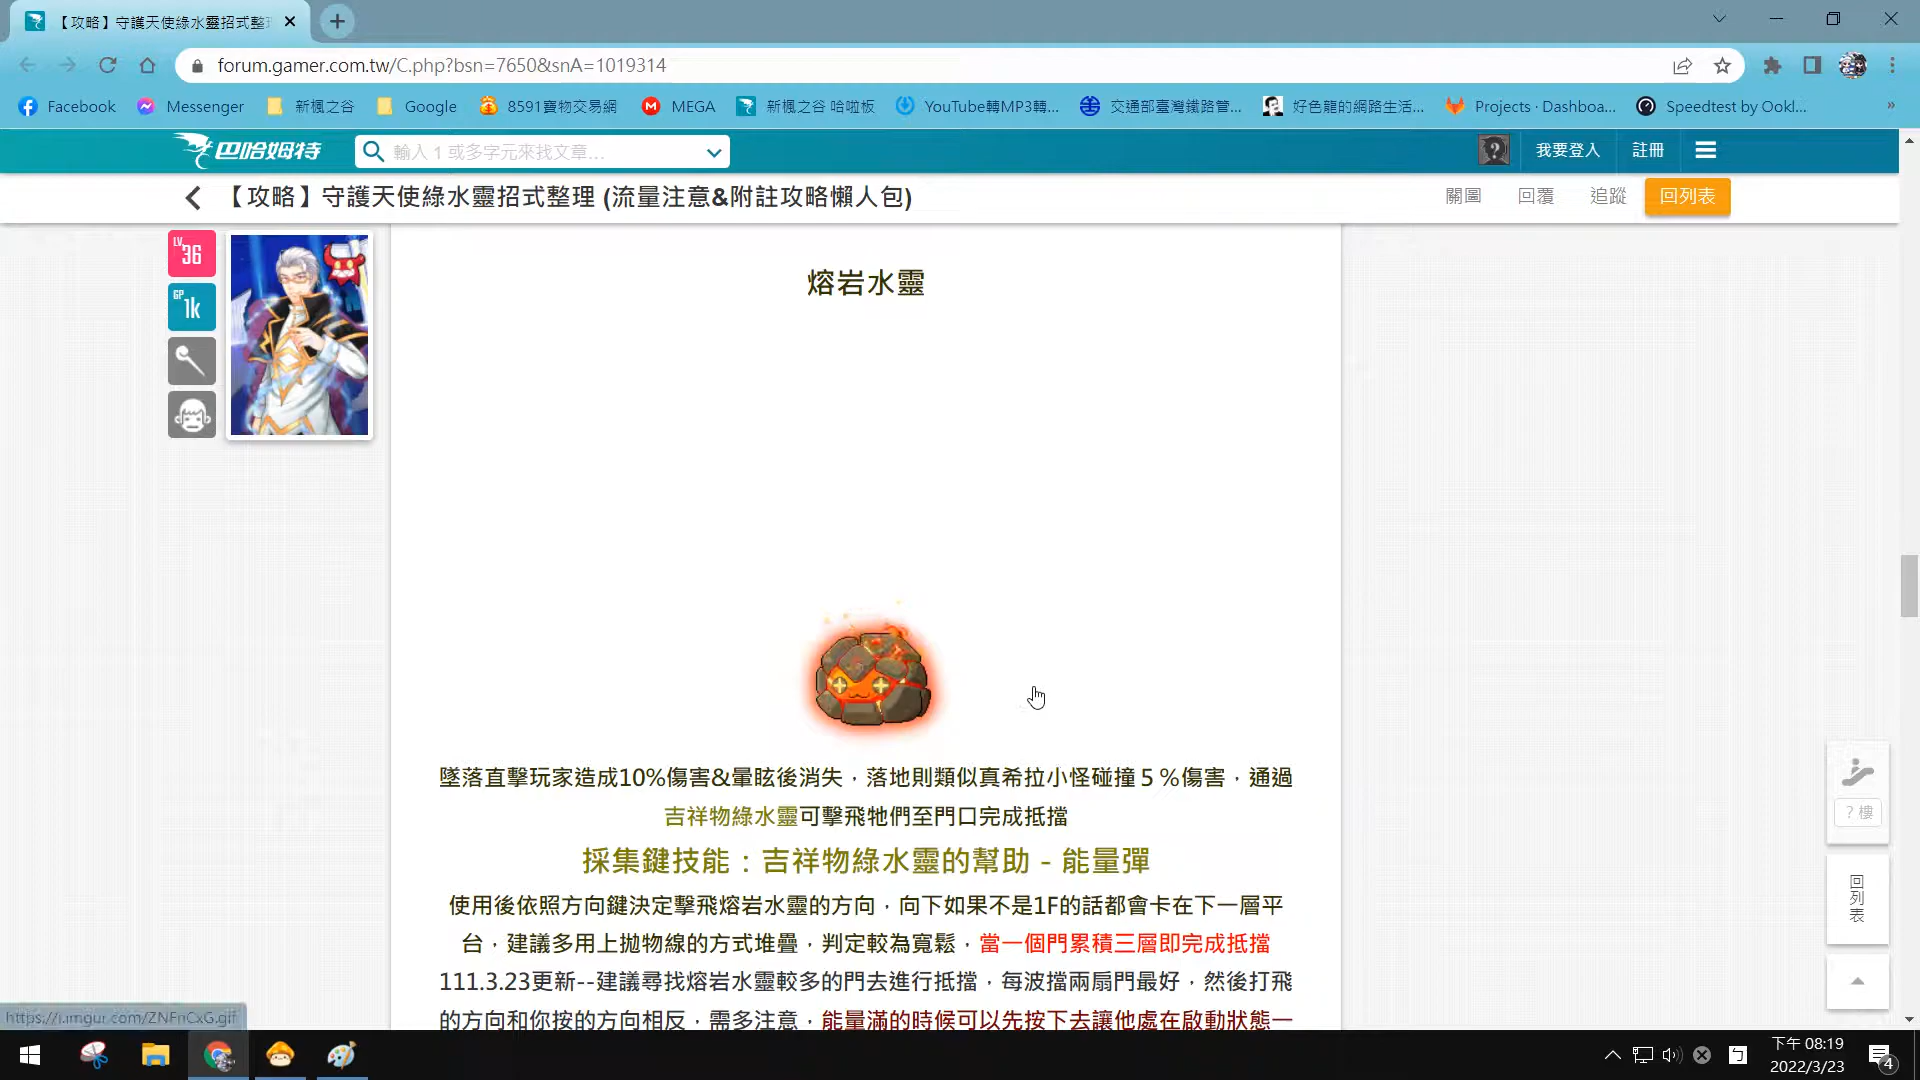 【攻略】守護天使綠水靈招式整
forum.gamer.com.tw/C.php?bsn=7650&snA=1019314
Facebook
Messenger
新楓之谷
Google
8591寶物交易網
MEGA
新楓之谷 哈啦板
YouTube轉MP3轉...
交通部臺灣鐵路管...
好色龍的網路生活...
Projects · Dashboa...
Speedtest by Ookl...
»
巴哈姆特
輸入 1 或多字元來找文章...
我要登入
註冊
【攻略】守護天使綠水靈招式整理 (流量注意&附註攻略懶人包)
關圖
回覆
追蹤
回列表
LV.
36
GP
1k
熔岩水靈
墜落直擊玩家造成10%傷害&暈眩後消失，落地則類似真希拉小怪碰撞５%傷害，通過
吉祥物綠水靈可擊飛牠們至門口完成抵擋
採集鍵技能：吉祥物綠水靈的幫助 - 能量彈
使用後依照方向鍵決定擊飛熔岩水靈的方向，向下如果不是1F的話都會卡在下一層平
台，建議多用上拋物線的方式堆疊，判定較為寬鬆，當一個門累積三層即完成抵擋
111.3.23更新--建議尋找熔岩水靈較多的門去進行抵擋，每波擋兩扇門最好，然後打飛
的方向和你按的方向相反，需多注意，能量滿的時候可以先按下去讓他處在啟動狀態一
? 樓
回列表
https://i.imgur.com/ZNFnCxG.gif
下午 08:19
2022/3/23
4